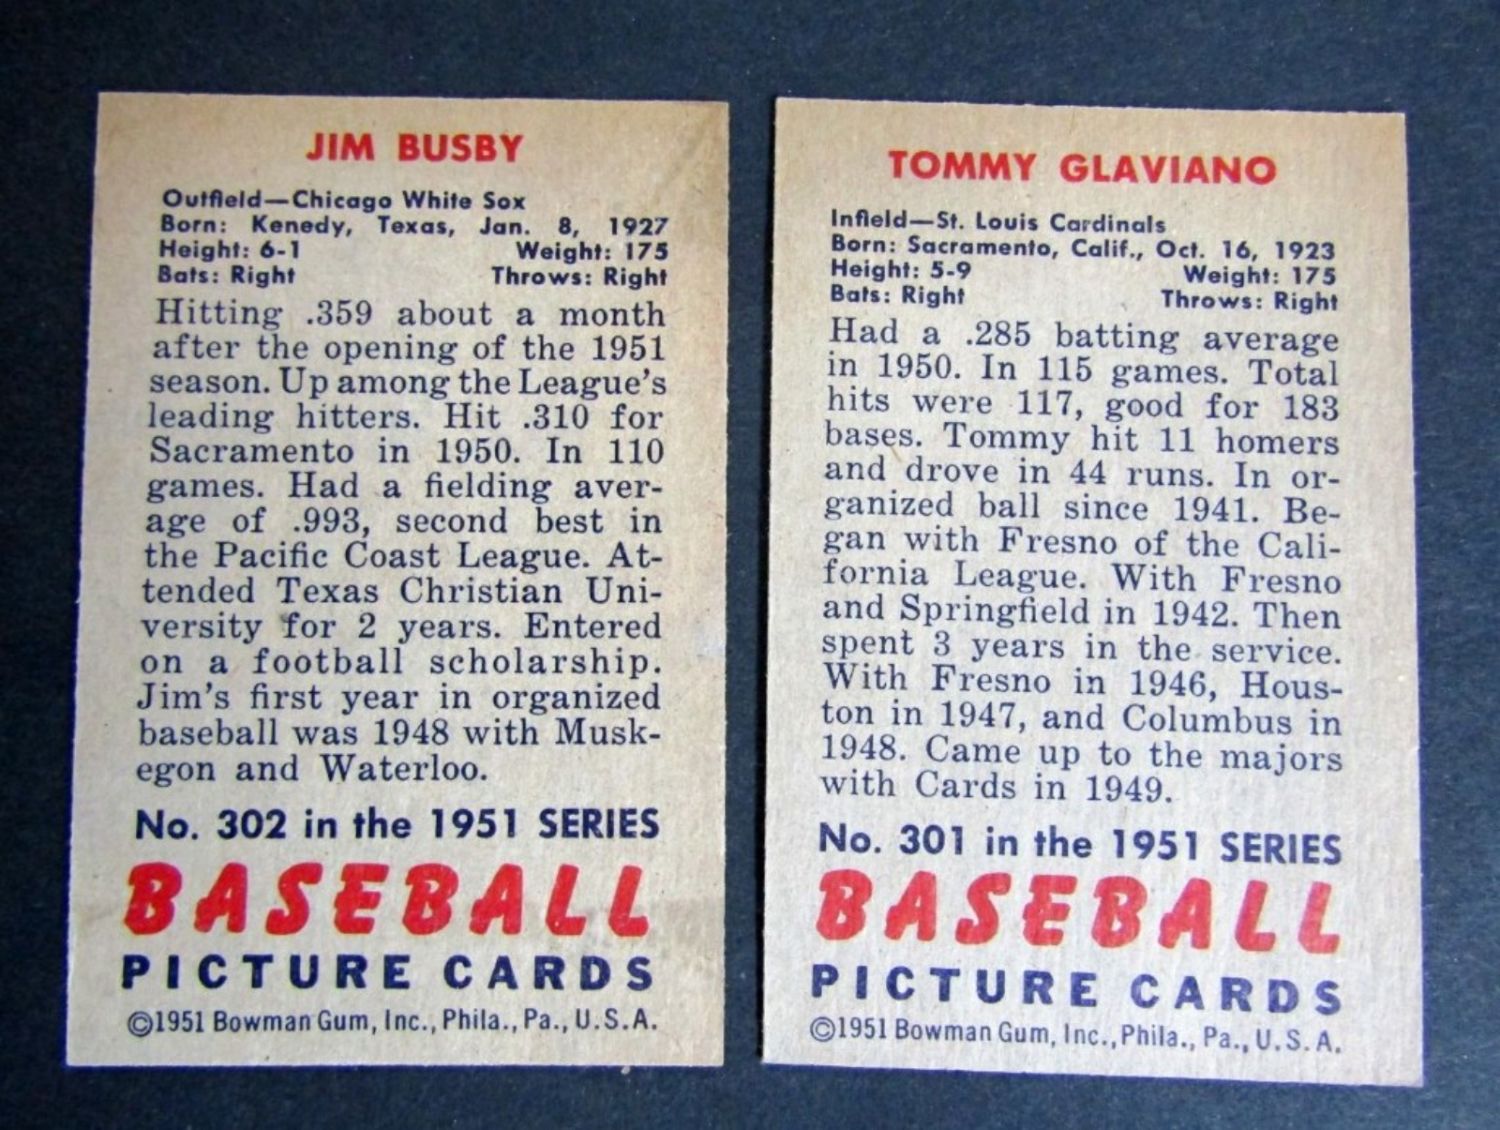 JIM BUSBY
Outfield—Chicago White Sox
Born: Kenedy, Texas, Jan. 8, 1927
Height: 6-1 Weight: 175
Bats: Right Throws: Right
Hitting .359 about a month
after the opening of the 1951
season. Up among the League's
leading hitters. Hit .310 for
Sacramento in 1950. In 110
games. Had a fielding aver-
age of .993, second best in
the Pacific Coast League. At-
tended Texas Christian Uni-
versity for 2 years. Entered
on a football scholarship.
Jim's first year in organized
baseball was 1948 with Musk-
egon and Waterloo.
No. 302 in the 1951 SERIES
BASEBALL
PICTURE CARDS
©1951 Bowman Gum, Inc., Phila., Pa., U.S.A.
TOMMY GLAVIANO
Infield—St. Louis Cardinals
Born: Sacramento, Calif., Oct. 16, 1923
Height: 5-9 Weight: 175
Bats: Right Throws: Right
Had a .285 batting average
in 1950. In 115 games. Total
hits were 117, good for 183
bases. Tommy hit 11 homers
and drove in 44 runs. In or-
ganized ball since 1941. Be-
gan with Fresno of the Cali-
fornia League. With Fresno
and Springfield in 1942. Then
spent 3 years in the service.
With Fresno in 1946, Hous-
ton in 1947, and Columbus in
1948. Came up to the majors
with Cards in 1949.
No. 301 in the 1951 SERIES
BASEBALL
PICTURE CARDS
©1951 Bowman Gum, Inc., Phila., Pa., U.S.A.